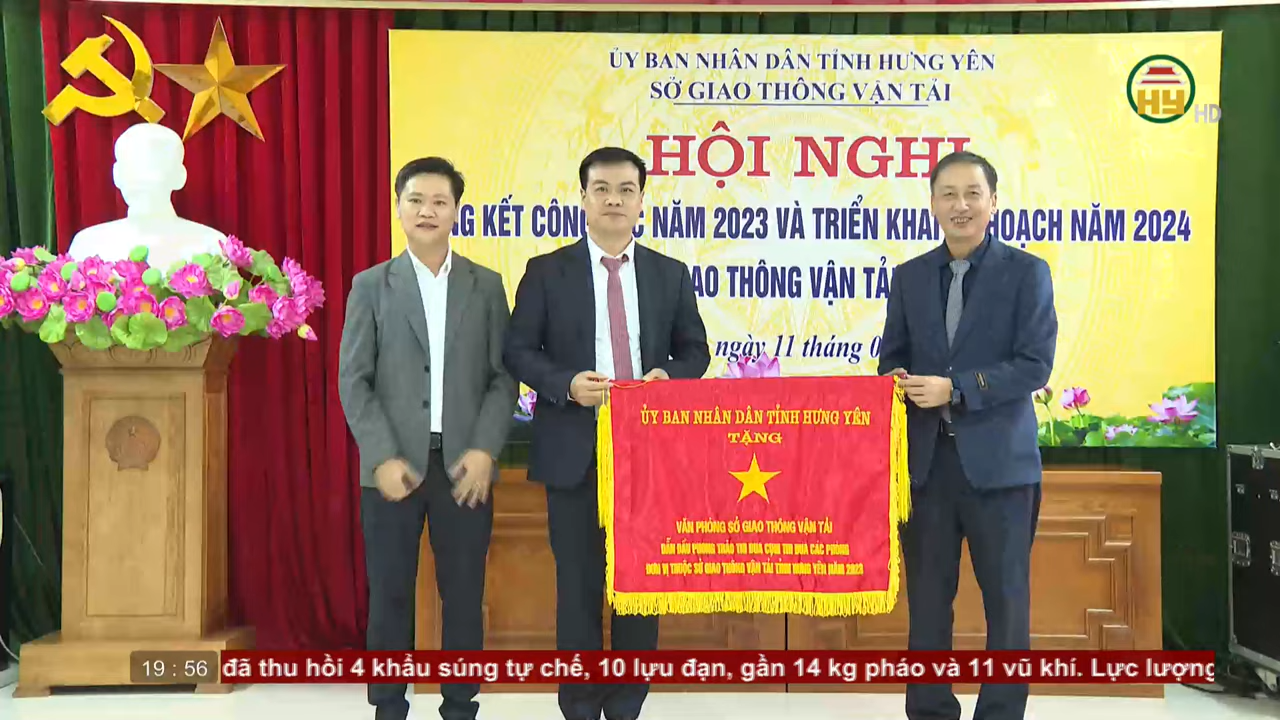 ỦY BAN NHÂN DÂN TỈNH HƯNG YÊN
SỞ GIAO THÔNG VẬN TẢI
HỘI NGHỊ
KẾT CÔNG NĂM 2023 VÀ TRIỂN KHAI HOẠCH NĂM 2024
THÔNG VẬN TẢI
ngày 11 tháng
HY
HD
ỦY BAN NHÂN DÂN TỈNH HƯNG YÊN
TẶNG
VĂN PHÒNG SỞ GIAO THÔNG VẬN TẢI
DẪN ĐẦU PHONG TRÀO THI ĐUA CỤM THI ĐUA CÁC PHÒNG
ĐƠN VỊ THUỘC SỞ GIAO THÔNG VẬN TẢI TỈNH HƯNG YÊN NĂM 2023
19 : 56 đã thu hồi 4 khẩu súng tự chế, 10 lựu đạn, gần 14 kg pháo và 11 vũ khí. Lực lượng